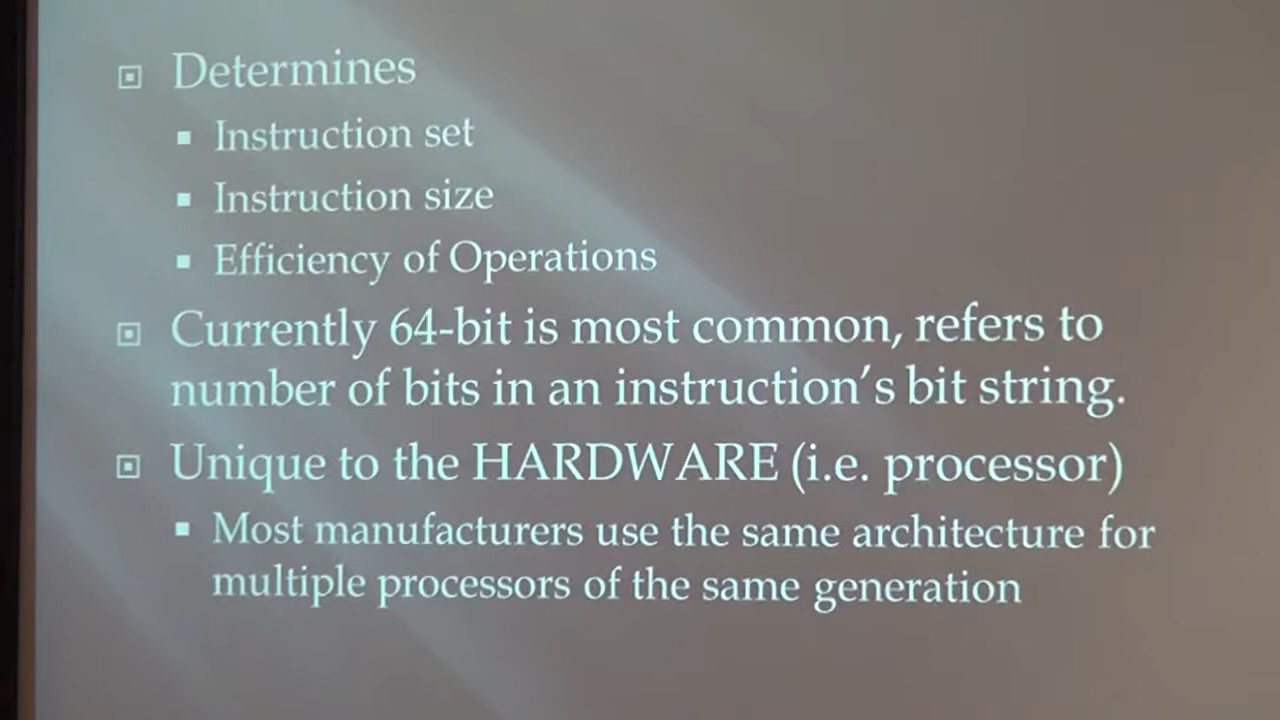 Determines
Instruction set
Instruction size
Efficiency of Operations
Currently 64-bit is most common, refers to
number of bits in an instruction's bit string.
Unique to the HARDWARE (i.e. processor)
Most manufacturers use the same architecture for
multiple processors of the same generation